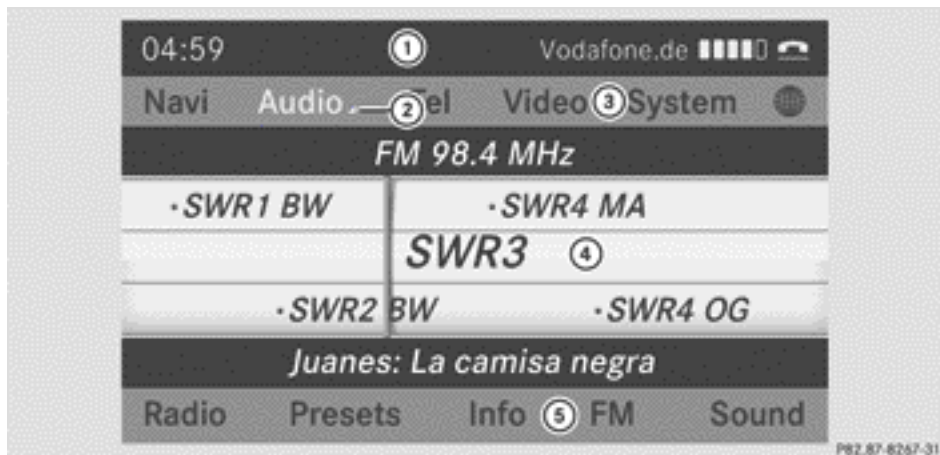 04:59 ① Vodafone.de
Navi Audio ② Tel Video ③ System
FM 98.4 MHz
·SWR1 BW ·SWR4 MA
SWR3 ④
·SWR2 BW ·SWR4 OG
Juanes: La camisa negra
Radio Presets Info ⑤ FM Sound
P82.87-8267-31